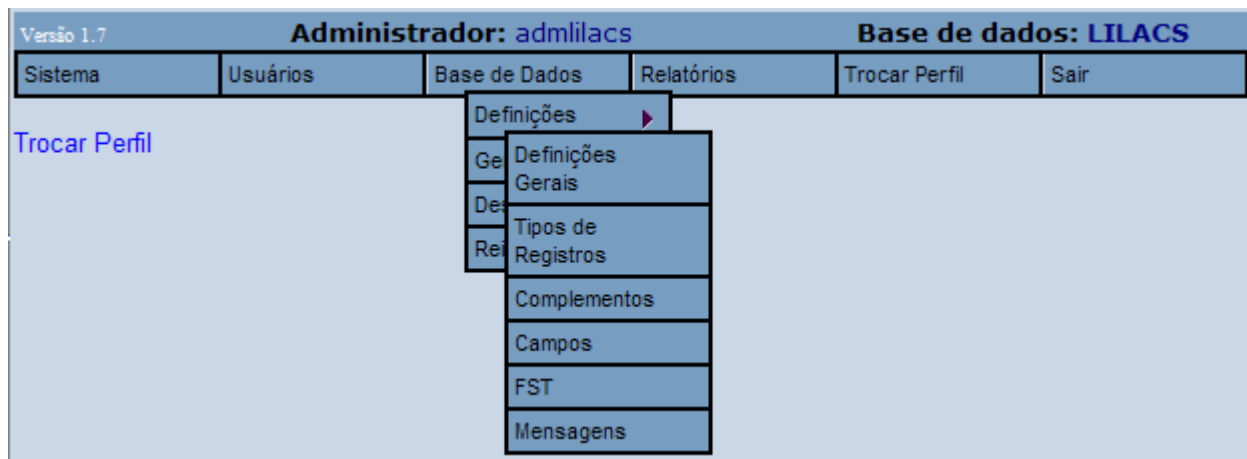 Versão 1.7 Administrador: admlilacs Base de dados: LILACS
Sistema Usuários Base de Dados Relatórios Trocar Perfil Sair
Definições
Trocar Perfil
Definições
Gerais
Tipos de
Registros
Complementos
Campos
FST
Mensagens